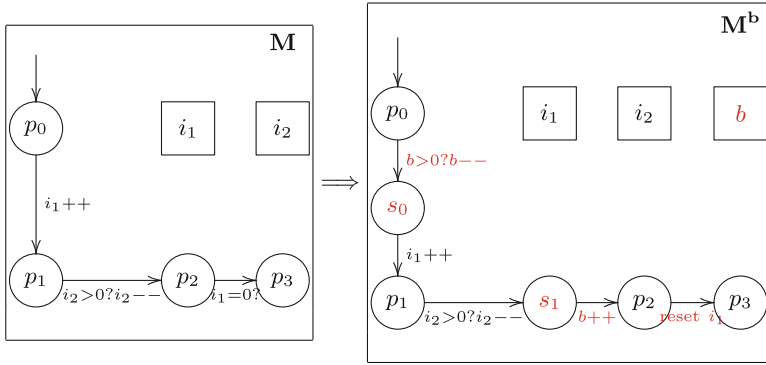 M
p₀ i₁ i₂
i₁++
p₁ p₂ p₃
i₂>0?i₂−− i₁=0?
⟹
Mᵇ
p₀ i₁ i₂ b
b>0?b−−
s₀
i₁++
p₁ s₁ p₂ p₃
i₂>0?i₂−− b++ reset i₁